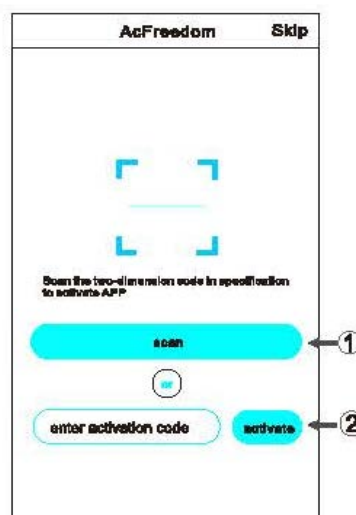 AcFreedom Skip
Scan the two-dimension code in specification
to activate APP
scan
①
or
enter activation code activate
②